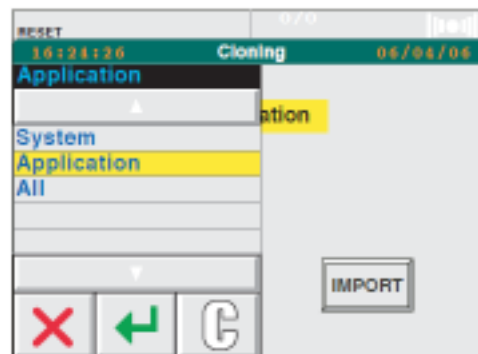 RESET 0/0
16:24:26 Cloning 06/04/06
Application
ation
System
Application
All
IMPORT
C